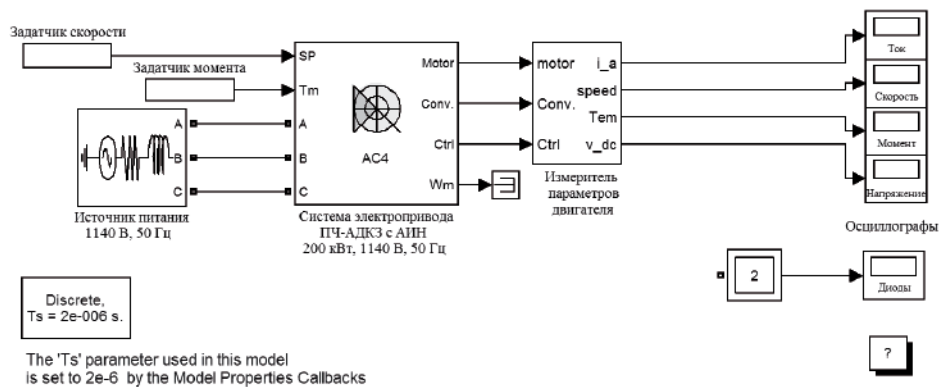 Задатчик скорости
Задатчик момента
SP
Tm
A
B
C
Motor
Conv.
Ctrl
Wm
AC4
A
B
C
Источник питания
1140 В, 50 Гц
Система электропривода
ПЧ-АДКЗ с АИН
200 кВт, 1140 В, 50 Гц
motor
Conv.
Ctrl
i_a
speed
Tem
v_dc
Измеритель
параметров
двигателя
Ток
Скорость
Момент
Напряжение
Осциллографы
2
Диоды
?
Discrete,
Ts = 2e-006 s.
The 'Ts' parameter used in this model
is set to 2e-6 by the Model Properties Callbacks